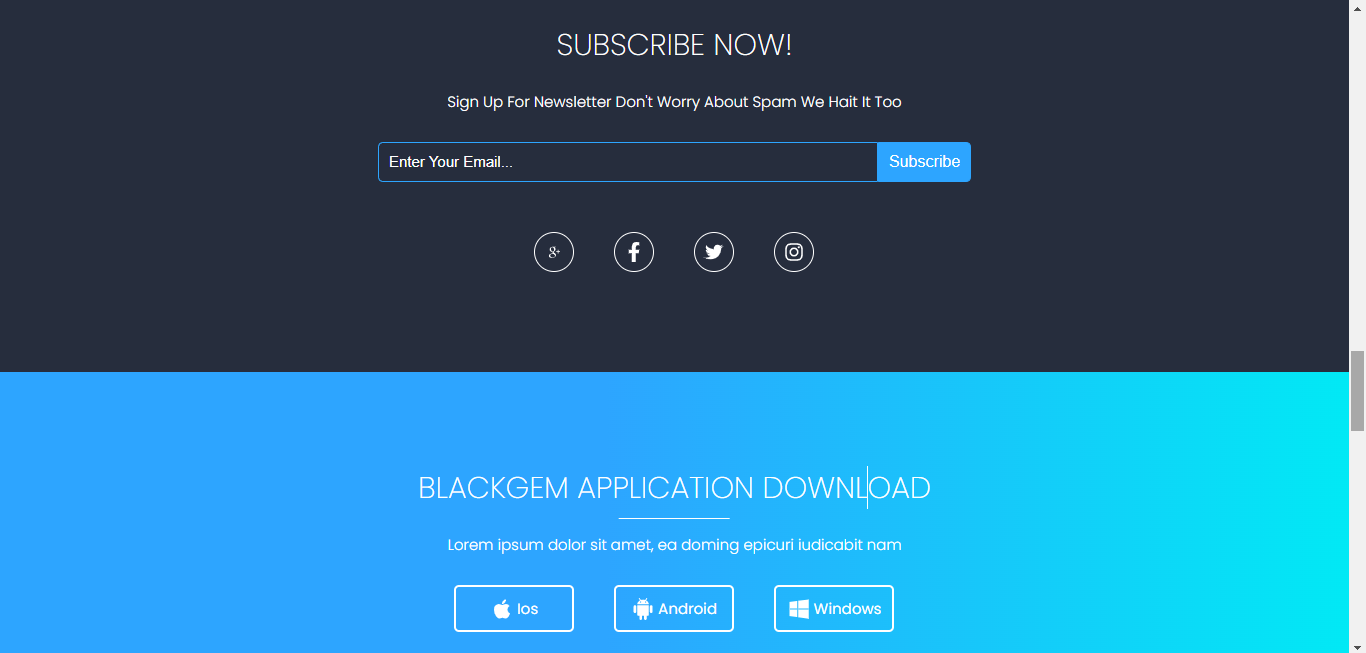 SUBSCRIBE NOW!
Sign Up For Newsletter Don't Worry About Spam We Hait It Too
Enter Your Email... Subscribe
g+
BLACKGEM APPLICATION DOWNLOAD
Lorem ipsum dolor sit amet, ea doming epicuri iudicabit nam
Ios Android Windows